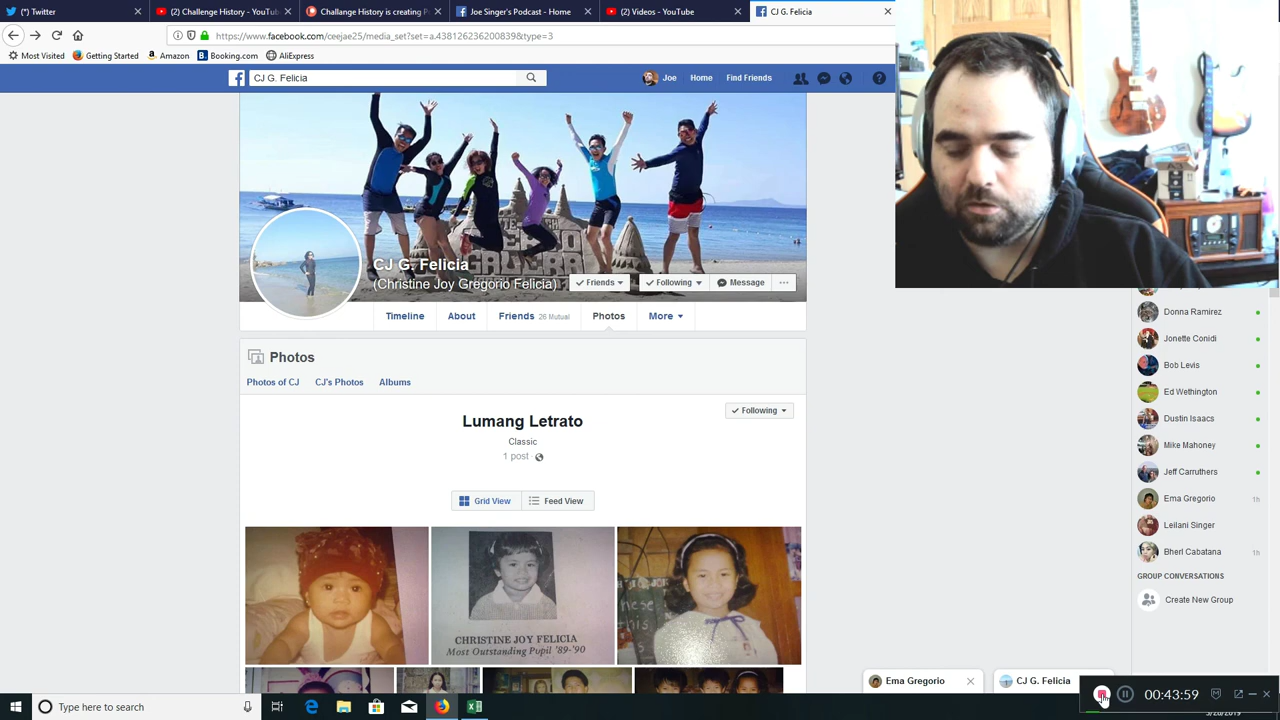 (*) Twitter
(2) Challenge History - YouTub
Challange History is creating P
Joe Singer's Podcast - Home
(2) Videos - YouTube
CJ G. Felicia
https://www.facebook.com/ceejae25/media_set?set=a.438126236200839&type=3
Most Visited
Getting Started
Amazon
Booking.com
AliExpress
CJ G. Felicia
Joe
Home
Find Friends
CJ G. Felicia
(Christine Joy Gregorio Felicia)
Friends
Following
Message
Timeline
About
Friends 26 Mutual
Photos
More
Photos
Photos of CJ
CJ's Photos
Albums
Following
Lumang Letrato
Classic
1 post ·
Grid View
Feed View
CHRISTINE JOY FELICIA
Most Outstanding Pupil '89-'90
Donna Ramirez
Jonette Conidi
Bob Levis
Ed Wethington
Dustin Isaacs
Mike Mahoney
Jeff Carruthers
Ema Gregorio 1h
Leilani Singer
Bherl Cabatana 1h
GROUP CONVERSATIONS
Create New Group
Ema Gregorio
CJ G. Felicia
00:43:59
Type here to search